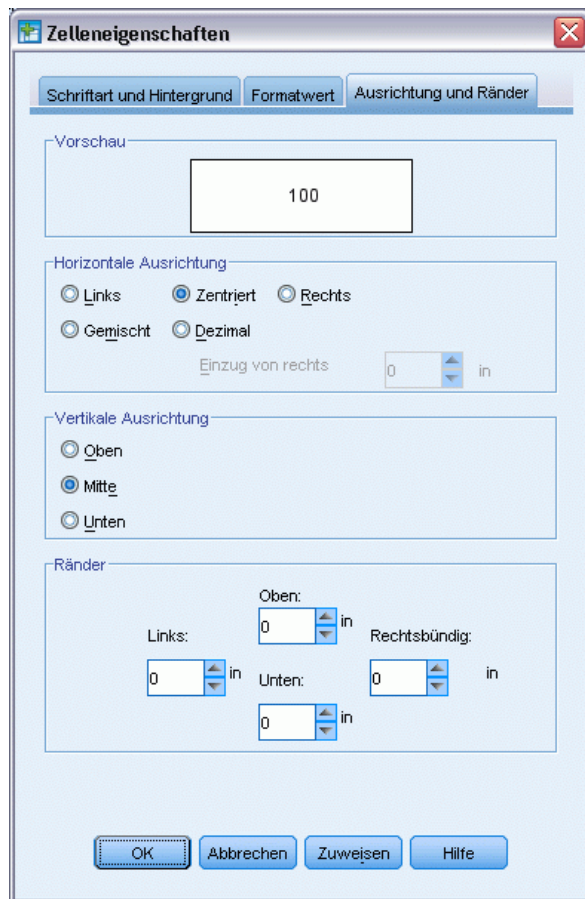 Zelleneigenschaften
Schriftart und Hintergrund Formatwert Ausrichtung und Ränder
Vorschau
100
Horizontale Ausrichtung
Links Zentriert Rechts
Gemischt Dezimal
Einzug von rechts 0 in
Vertikale Ausrichtung
Oben
Mitte
Unten
Ränder
Oben:
0 in
Links: Rechtsbündig:
0 in 0 in
Unten:
0 in
OK Abbrechen Zuweisen Hilfe